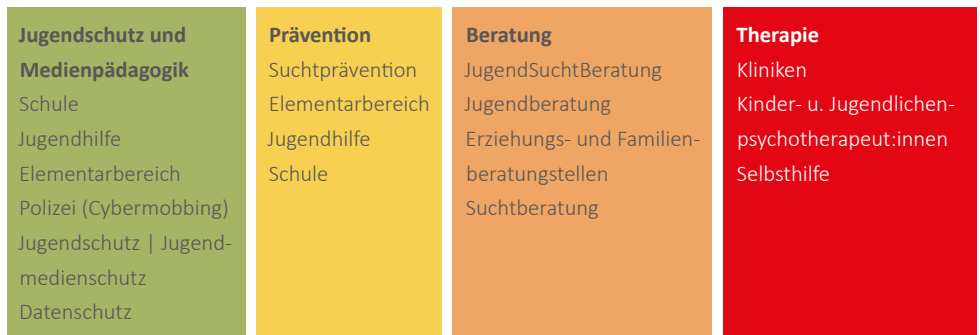 Jugendschutz und
Medienpädagogik
Schule
Jugendhilfe
Elementarbereich
Polizei (Cybermobbing)
Jugendschutz | Jugend-
medienschutz
Datenschutz
Prävention
Suchtprävention
Elementarbereich
Jugendhilfe
Schule
Beratung
JugendSuchtBeratung
Jugendberatung
Erziehungs- und Familien-
beratungstellen
Suchtberatung
Therapie
Kliniken
Kinder- u. Jugendlichen-
psychotherapeut:innen
Selbsthilfe